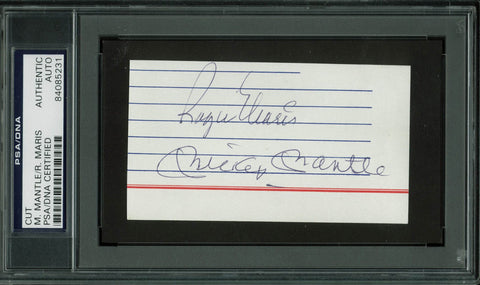 PSA/DNA
CUT
M. MANTLE/R. MARIS
PSA/DNA CERTIFIED
AUTHENTIC
AUTO
84085231
Roger Maris
Mickey Mantle